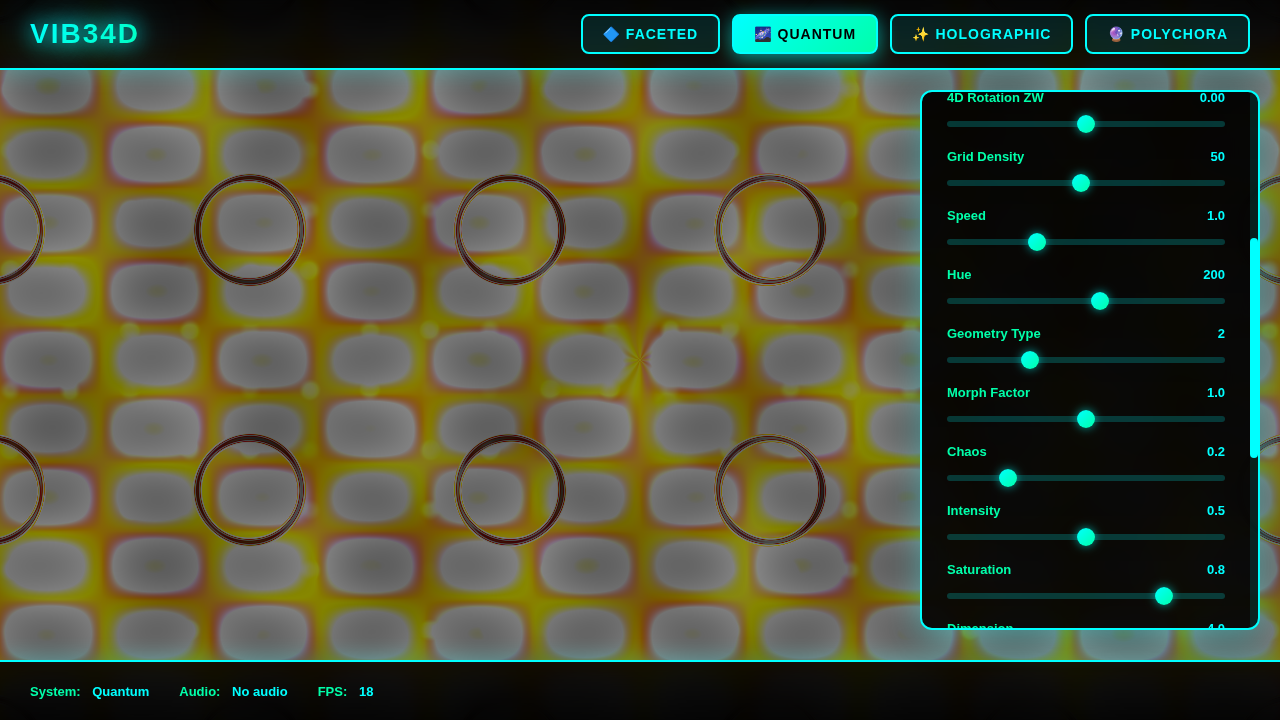 VIB34D
🔷 FACETED
🌌 QUANTUM
✨ HOLOGRAPHIC
🔮 POLYCHORA
4D Rotation ZW 0.00
Grid Density 50
Speed 1.0
Hue 200
Geometry Type 2
Morph Factor 1.0
Chaos 0.2
Intensity 0.5
Saturation 0.8
Dimension 4.0
System: Quantum Audio: No audio FPS: 18